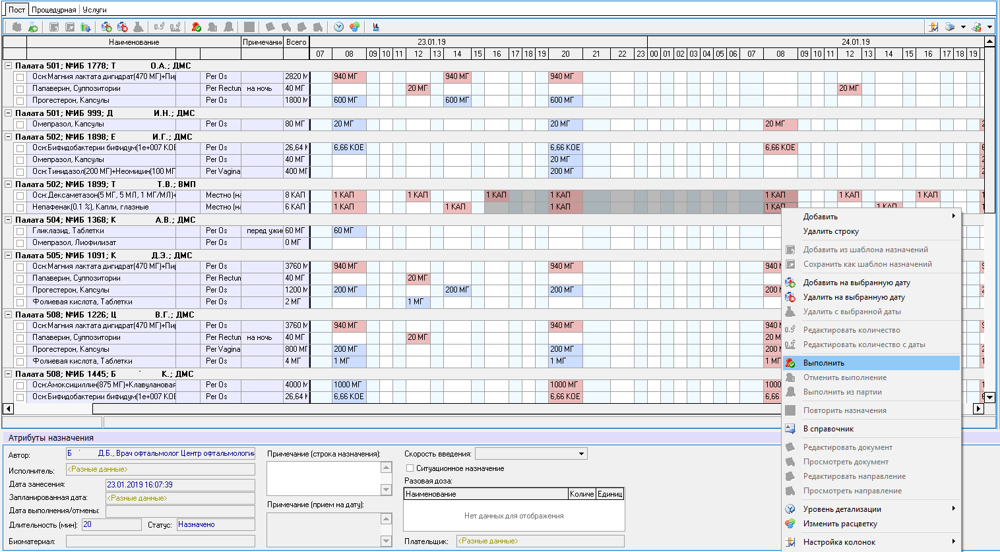 Пост Процедурная Услуги
Наименование Примечани Всего 23.01.19 24.01.19
07 08 09 10 11 12 13 14 15 16 17 18 19 20 21 22 23 00 01 02 03 04 05 06 07 08 09 10 11 12 13 14 15 16 17 18 19
Палата 501; №ИБ 1778; Т О.А.; ДМС
Осн:Магния лактата дигидрат(470 МГ)+Пи Per Os 2820 М 940 МГ 940 МГ 940 МГ
Папаверин, Суппозитории Per Rectum на ночь 40 МГ 20 МГ 20 МГ
Прогестерон, Капсулы Per Os 1800 М 600 МГ 600 МГ 600 МГ
Палата 501; №ИБ 999; Д И.Н.; ДМС
Омепразол, Капсулы Per Os 80 МГ 20 МГ 20 МГ 20 МГ 2
Палата 502; №ИБ 1898; Е И.Г.; ДМС
Осн:Бифидобактерии бифидум(1е+007 КОЕ Per Os 26,64 К 6,66 КОЕ 6,66 КОЕ 6,66 КОЕ 6
Омепразол, Капсулы Per Os 40 МГ 20 МГ 2
Осн:Тинидазол(200 МГ)+Неомицин(100 МГ Per Vagina 400 МГ 200 МГ 2
Палата 502; №ИБ 1899; Т Т.В.; ВМП
Осн:Дексаметазон(5 МГ, 5 МЛ, 1 МГ/МЛ)+ Местно (на 8 КАП 1 КАП 1 КАП 1 КАП 1 КАП 1 КАП 1 КАП 1 КАП 1
Непафенак(0.1 %), Капли, глазные Местно (на 6 КАП 1 КАП 1 КАП 1 КАП 1 КАП 1 КАП 1
Палата 504; №ИБ 1368; К А.В.; ДМС
Гликлазид, Таблетки Per Os перед ужин 60 МГ 60 МГ
Омепразол, Лиофилизат Per Os 0 МГ
Палата 505; №ИБ 1091; К Д.Э.; ДМС
Осн:Магния лактата дигидрат(470 МГ)+Пи Per Os 3760 М 940 МГ 940 МГ 940 М 9
Папаверин, Суппозитории Per Rectum 40 МГ 20 МГ
Прогестерон, Капсулы Per Os 1200 М 200 МГ 200 МГ 200 МГ 200 М 2
Фолиевая кислота, Таблетки Per Os 2 МГ 1 МГ
Палата 508; №ИБ 1226; Ц В.Г.; ДМС
Осн:Магния лактата дигидрат(470 МГ)+Пи Per Os 3760 М 940 МГ 940 МГ 940 М 9
Папаверин, Суппозитории Per Rectum на ночь 40 МГ 20 МГ 20 М
Прогестерон, Капсулы Per Vagina 800 МГ 200 МГ 200 МГ 200 М 2
Фолиевая кислота, Таблетки Per Os 4 МГ 1 МГ 1 МГ 1 МГ 1
Палата 508; №ИБ 1445; Б К.; ДМС
Осн:Амоксициллин(875 МГ)+Клавулановая Per Os 4000 М 1000 МГ 1000 МГ 1000 1
Осн:Бифидобактерии бифидум(1е+007 КОЕ Per Os 26,64 К 6,66 КОЕ 6,66 КОЕ 6,66 6
Добавить
Удалить строку
Добавить из шаблона назначений
Сохранить как шаблон назначений
Добавить на выбранную дату
Удалить на выбранную дату
Удалить с выбранной даты
Редактировать количество
Редактировать количество с даты
Выполнить
Отменить выполнение
Выполнить из партии
Повторить назначения
В справочник
Редактировать документ
Просмотреть документ
Редактировать направление
Просмотреть направление
Уровень детализации
Изменить расцветку
Настройка колонок
Атрибуты назначения
Автор: Б Д.Б., Врач офтальмолог Центр офтальмологии
Исполнитель: <Разные данные>
Дата занесения: 23.01.2019 16:07:39
Запланированная дата: <Разные данные>
Дата выполнения/отмены:
Длительность (мин): 20 Статус: Назначено
Биоматериал:
Примечание (строка назначения):
Примечание (прием на дату):
Скорость введения:
Ситуационное назначение
Разовая доза:
Наименование Количе Единиц
Нет данных для отображения
Плательщик: <Разные данные>